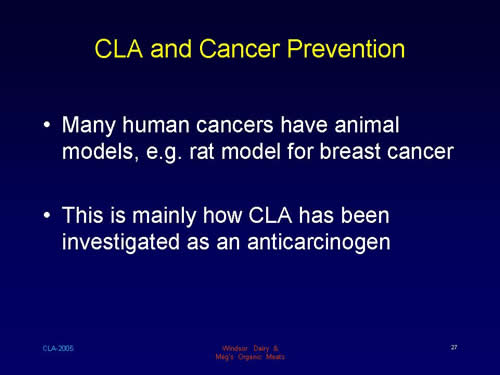 CLA and Cancer Prevention
• Many human cancers have animal
models, e.g. rat model for breast cancer
• This is mainly how CLA has been
investigated as an anticarcinogen
CLA-2005
Windsor Dairy &
Meg's Organic Meats
27